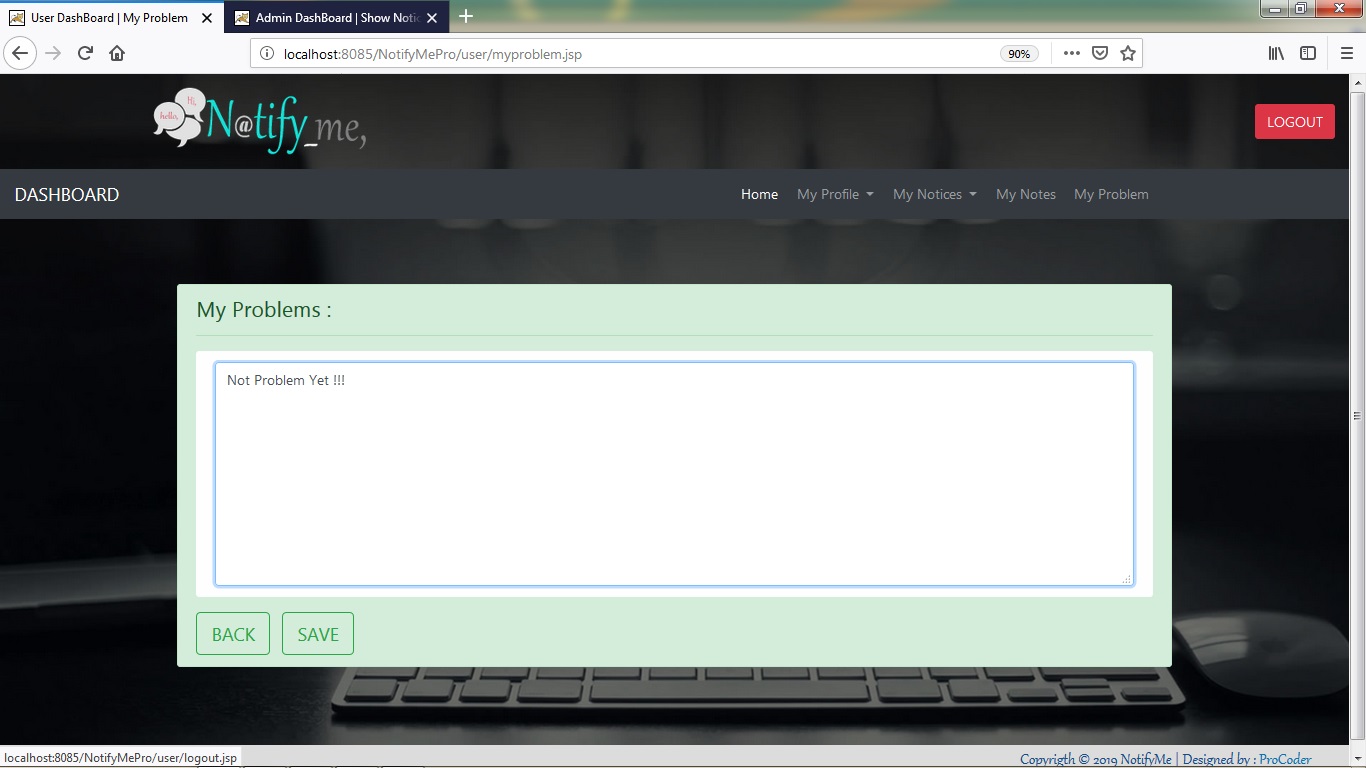 User DashBoard | My Problem
Admin DashBoard | Show Notic
localhost:8085/NotifyMePro/user/myproblem.jsp
90%
Hi,
hello,
N@tify_me,
LOGOUT
DASHBOARD
Home My Profile My Notices My Notes My Problem
My Problems :
Not Problem Yet !!!
BACK SAVE
localhost:8085/NotifyMePro/user/logout.jsp
Copyrigth © 2019 NotifyMe | Designed by : ProCoder